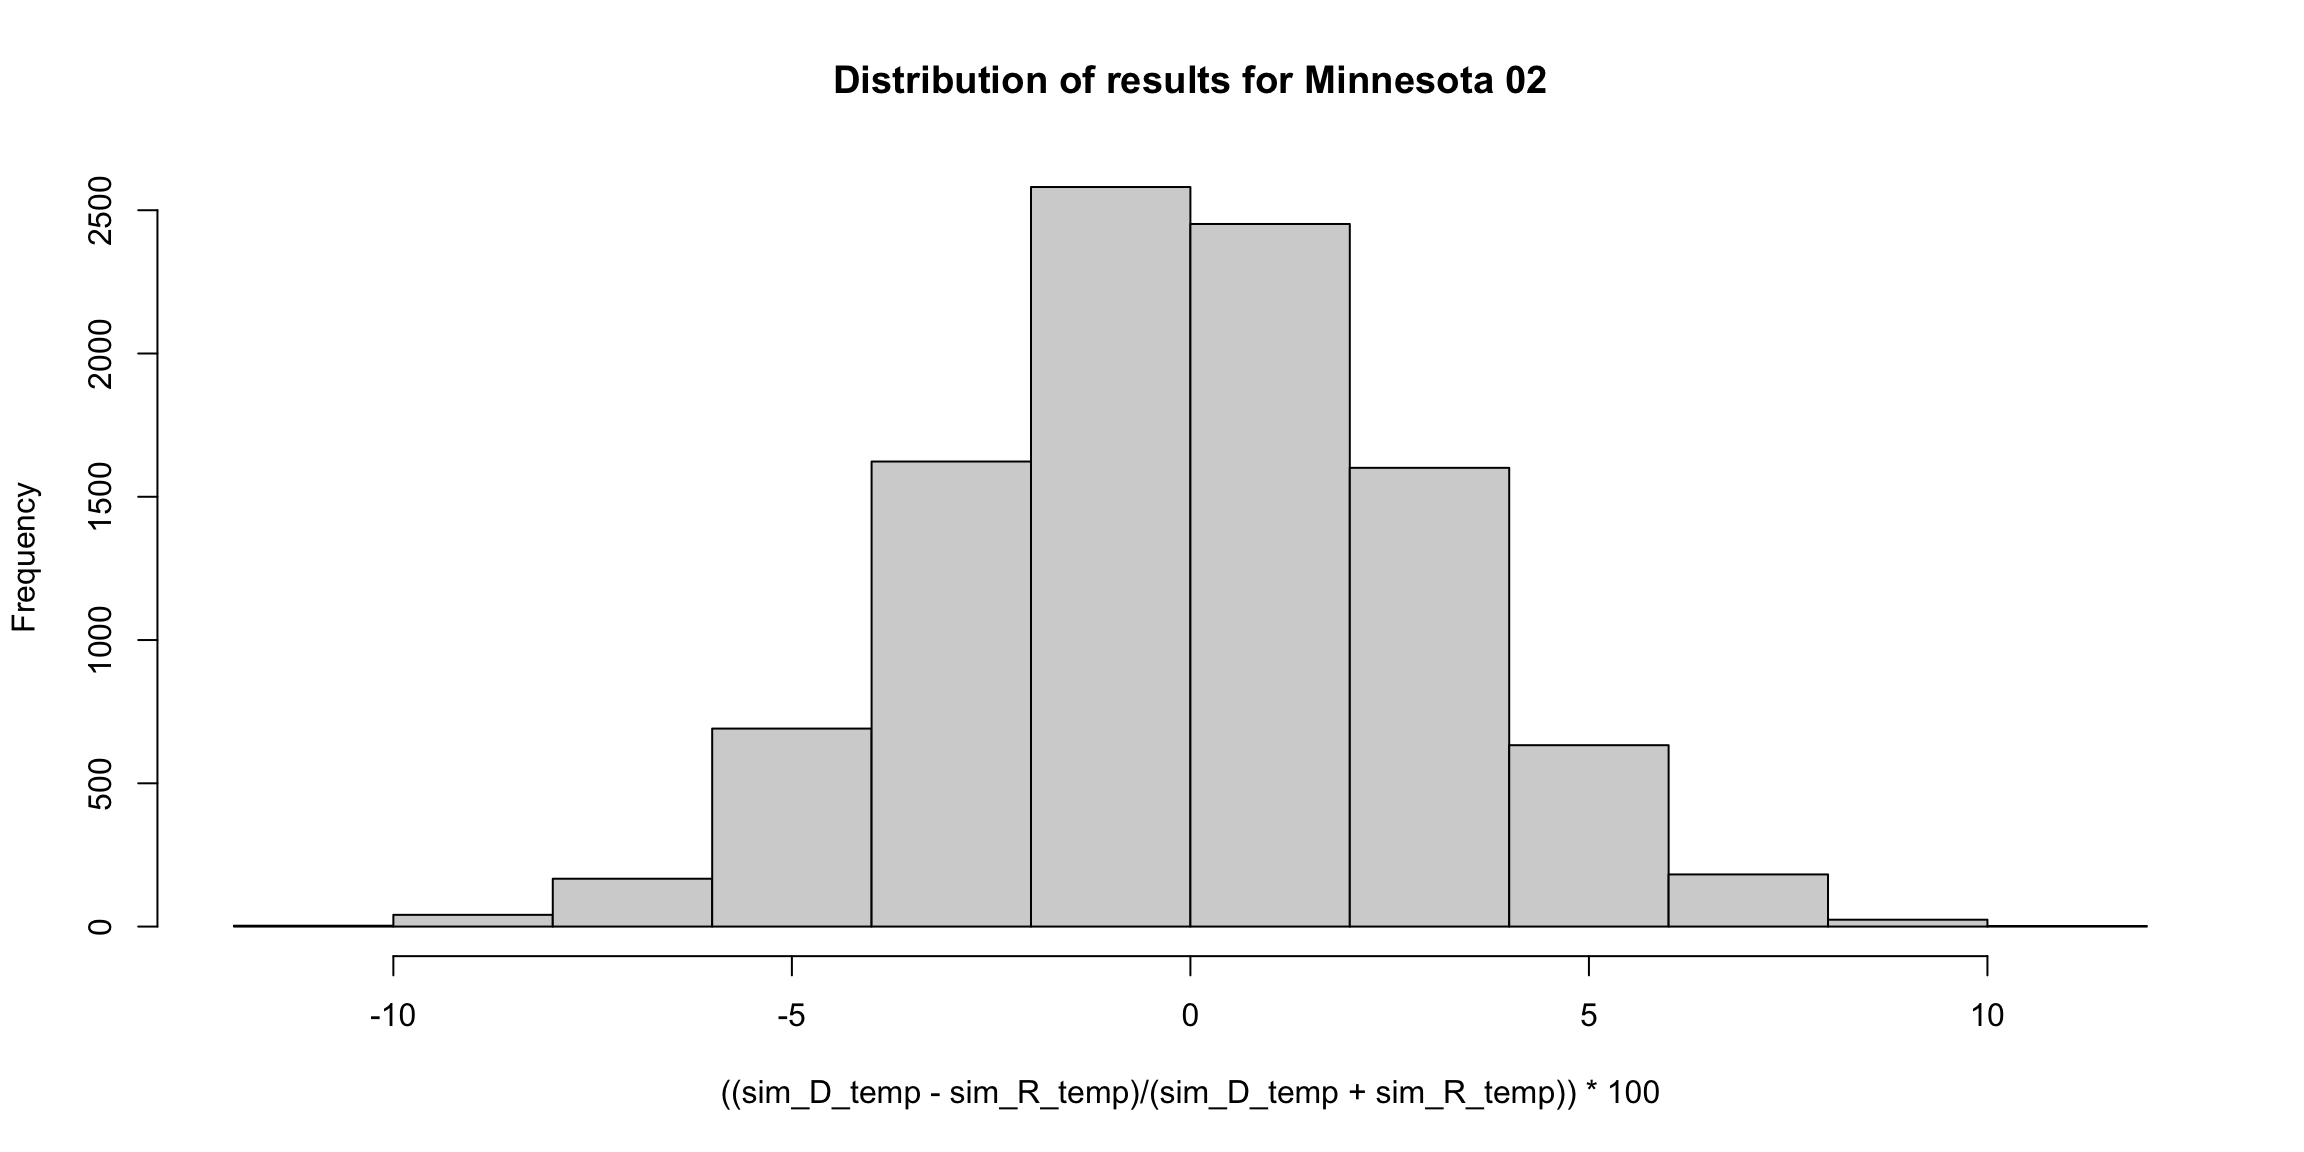 Distribution of results for Minnesota 02
Frequency
2500
2000
1500
1000
500
0
-10 -5 0 5 10
((sim_D_temp - sim_R_temp)/(sim_D_temp + sim_R_temp)) * 100